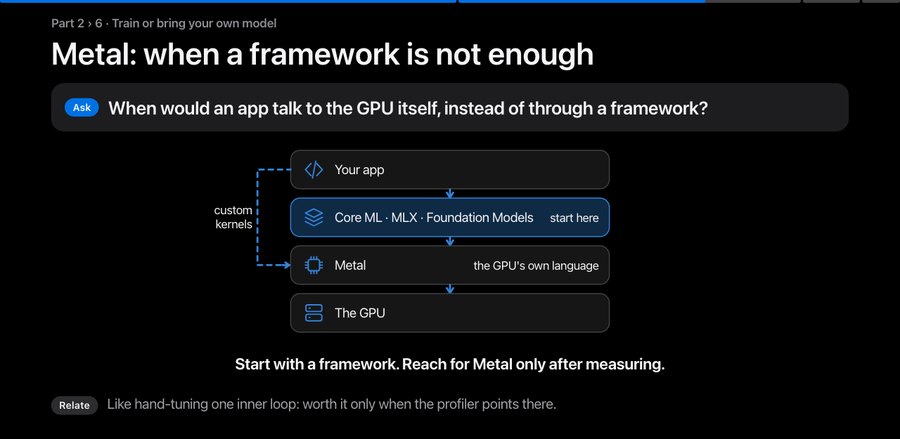 Part 2 › 6 · Train or bring your own model
Metal: when a framework is not enough
Ask When would an app talk to the GPU itself, instead of through a framework?
Your app
custom
kernels
Core ML · MLX · Foundation Models start here
Metal the GPU's own language
The GPU
Start with a framework. Reach for Metal only after measuring.
Relate Like hand-tuning one inner loop: worth it only when the profiler points there.